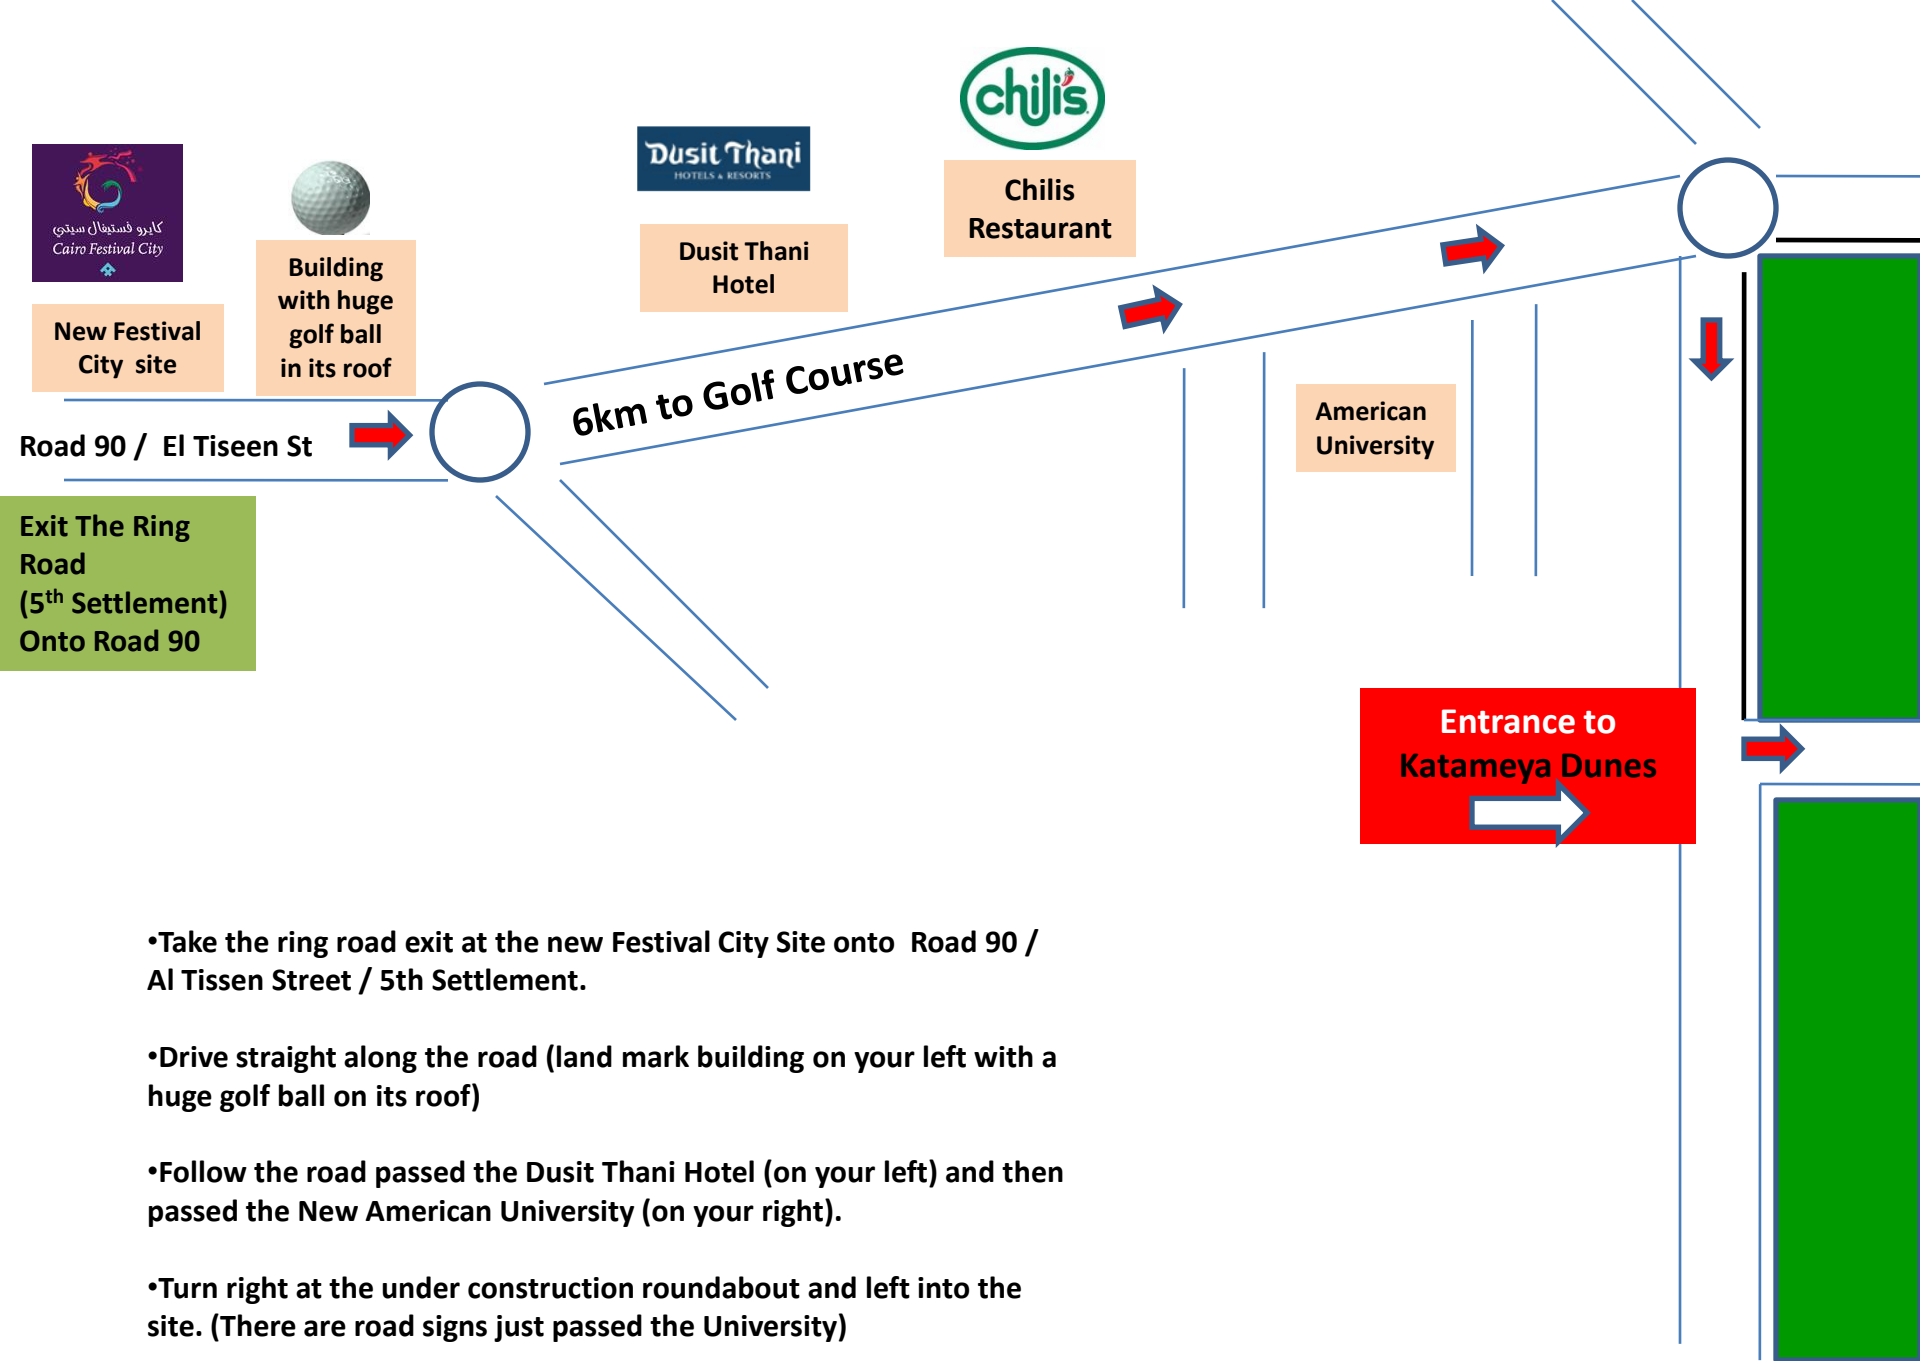 chili's
Dusit Thani
HOTELS & RESORTS
كايرو فستيفال سيتي
Cairo Festival City
Chilis
Restaurant
Building
with huge
golf ball
in its roof
Dusit Thani
Hotel
New Festival
City site
6km to Golf Course
American
University
Road 90 / El Tiseen St
Exit The Ring
Road
(5th Settlement)
Onto Road 90
Entrance to
Katameya Dunes
•Take the ring road exit at the new Festival City Site onto Road 90 /
Al Tissen Street / 5th Settlement.
•Drive straight along the road (land mark building on your left with a
huge golf ball on its roof)
•Follow the road passed the Dusit Thani Hotel (on your left) and then
passed the New American University (on your right).
•Turn right at the under construction roundabout and left into the
site. (There are road signs just passed the University)